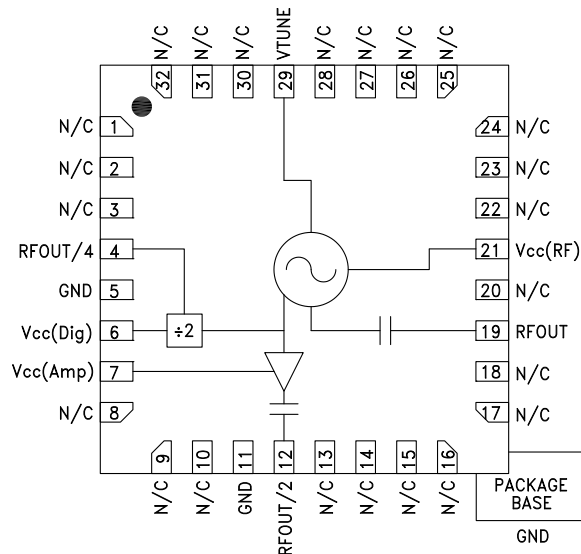 N/C N/C N/C VTUNE N/C N/C N/C N/C
32 31 30 29 28 27 26 25
N/C 1
N/C 2
N/C 3
RFOUT/4 4
GND 5
Vcc(Dig) 6
Vcc(Amp) 7
N/C 8
÷2
24 N/C
23 N/C
22 N/C
21 Vcc(RF)
20 N/C
19 RFOUT
18 N/C
17 N/C
9 10 11 12 13 14 15 16
N/C N/C GND RFOUT/2 N/C N/C N/C N/C
PACKAGE
BASE
GND